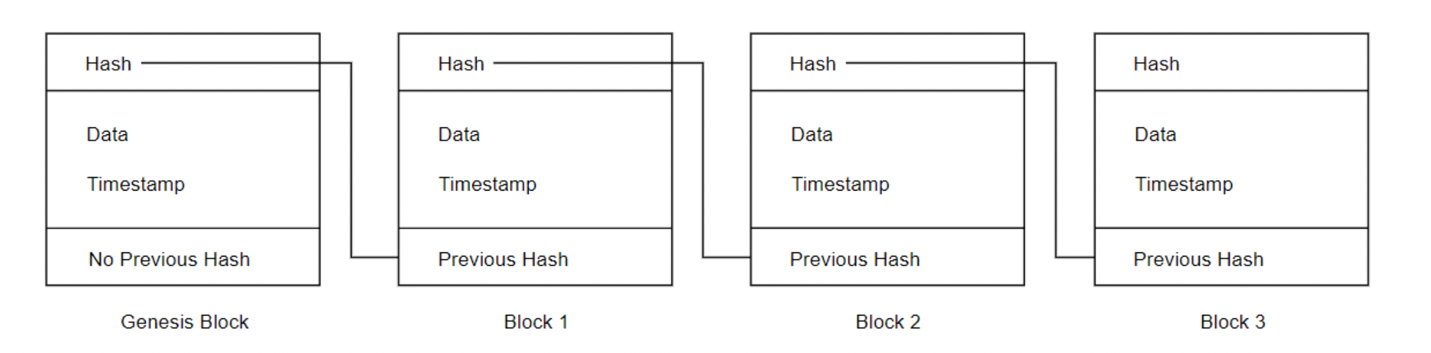 Hash
Data
Timestamp
No Previous Hash
Genesis Block
Hash
Data
Timestamp
Previous Hash
Block 1
Hash
Data
Timestamp
Previous Hash
Block 2
Hash
Data
Timestamp
Previous Hash
Block 3